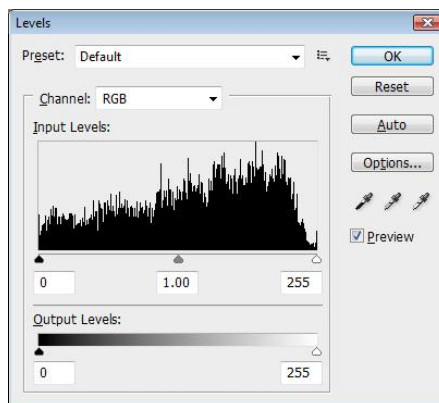 Levels
Preset: Default
OK
Reset
Channel: RGB
Auto
Input Levels:
Options...
Preview
0 1.00 255
Output Levels:
0 255